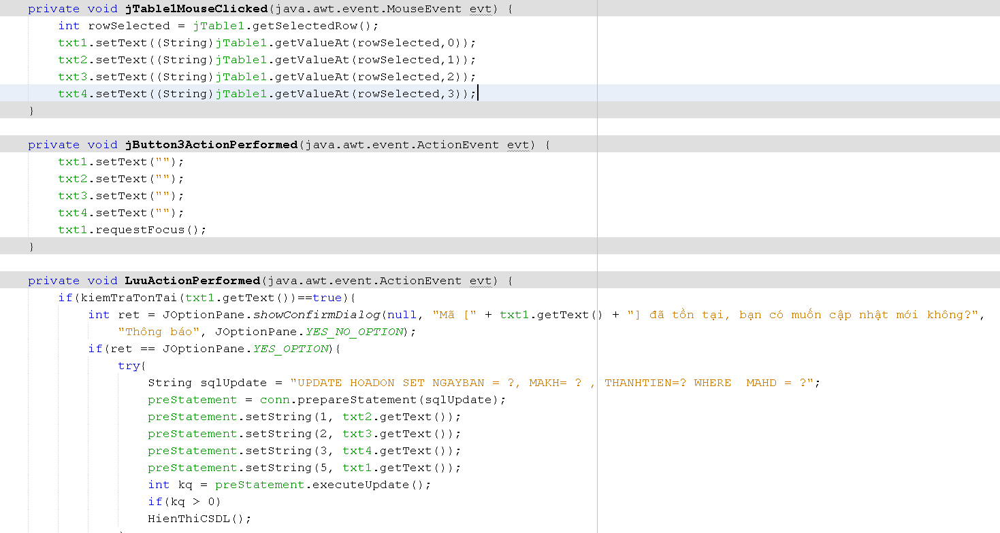 private void jTable1MouseClicked(java.awt.event.MouseEvent evt) {
int rowSelected = jTable1.getSelectedRow();
txt1.setText((String)jTable1.getValueAt(rowSelected,0));
txt2.setText((String)jTable1.getValueAt(rowSelected,1));
txt3.setText((String)jTable1.getValueAt(rowSelected,2));
txt4.setText((String)jTable1.getValueAt(rowSelected,3));
}
private void jButton3ActionPerformed(java.awt.event.ActionEvent evt) {
txt1.setText("");
txt2.setText("");
txt3.setText("");
txt4.setText("");
txt1.requestFocus();
}
private void LuuActionPerformed(java.awt.event.ActionEvent evt) {
if(kiemTraTonTai(txt1.getText())==true){
int ret = JOptionPane.showConfirmDialog(null, "Mã [" + txt1.getText() + "] đã tồn tại, bạn có muốn cập nhật mới không?",
"Thông báo", JOptionPane.YES_NO_OPTION);
if(ret == JOptionPane.YES_OPTION){
try{
String sqlUpdate = "UPDATE HOADON SET NGAYBAN = ?, MAKH= ? , THANHTIEN=? WHERE  MAHD = ?";
preStatement = conn.prepareStatement(sqlUpdate);
preStatement.setString(1, txt2.getText());
preStatement.setString(2, txt3.getText());
preStatement.setString(3, txt4.getText());
preStatement.setString(5, txt1.getText());
int kq = preStatement.executeUpdate();
if(kq > 0)
HienThiCSDL();